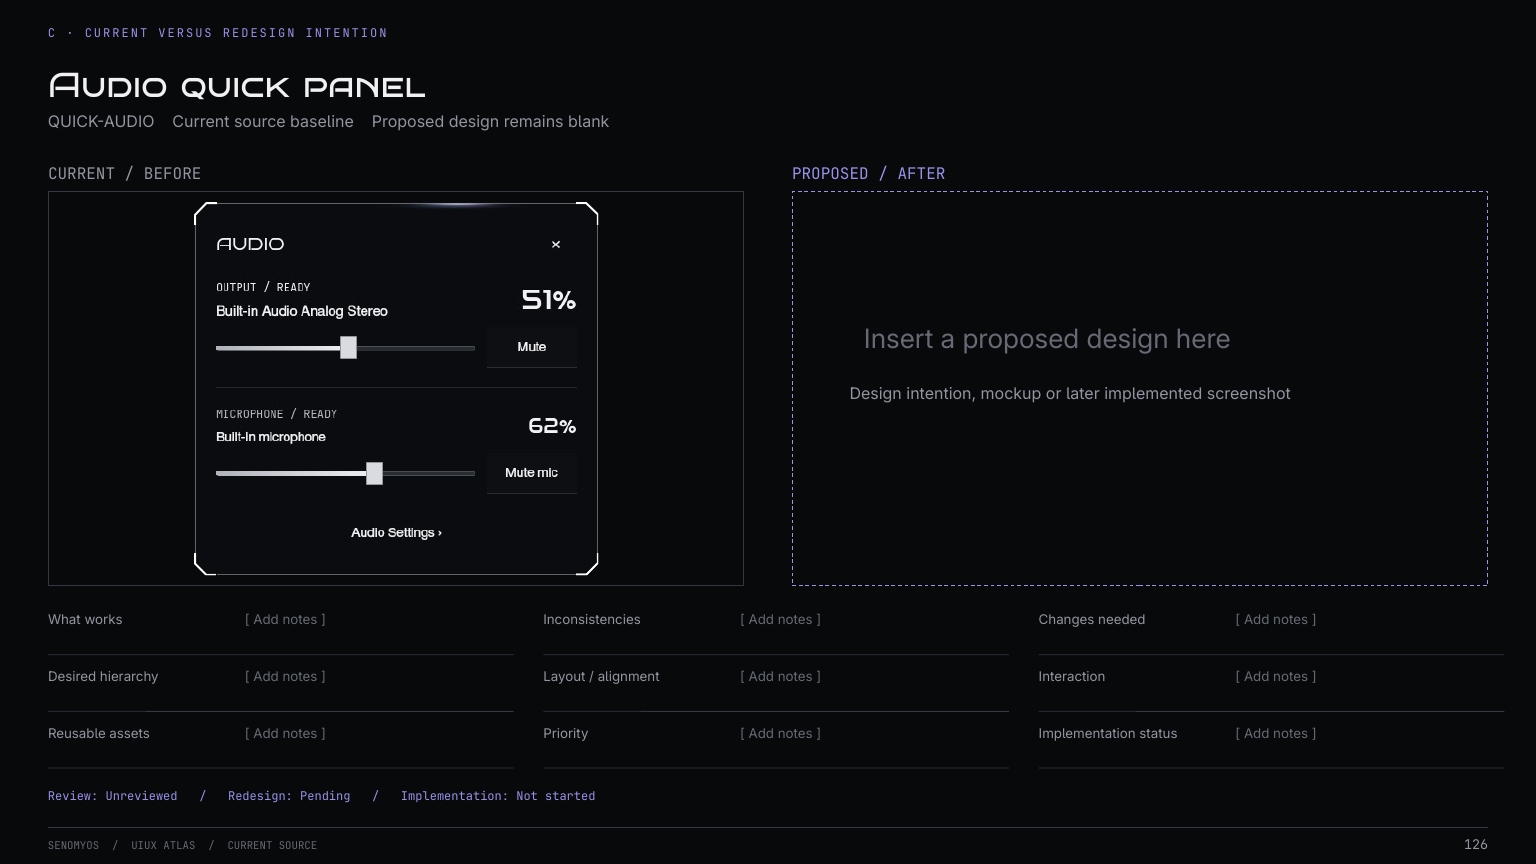 C · CURRENT VERSUS REDESIGN INTENTION
AUDIO QUICK PANEL
QUICK-AUDIO Current source baseline Proposed design remains blank
CURRENT / BEFORE
AUDIO ×
OUTPUT / READY
Built-in Audio Analog Stereo
51%
Mute
MICROPHONE / READY
Built-in microphone
62%
Mute mic
Audio Settings ›
PROPOSED / AFTER
Insert a proposed design here
Design intention, mockup or later implemented screenshot
What works [ Add notes ] Inconsistencies [ Add notes ] Changes needed [ Add notes ]
Desired hierarchy [ Add notes ] Layout / alignment [ Add notes ] Interaction [ Add notes ]
Reusable assets [ Add notes ] Priority [ Add notes ] Implementation status [ Add notes ]
Review: Unreviewed / Redesign: Pending / Implementation: Not started
SENOMYOS / UIUX ATLAS / CURRENT SOURCE 126